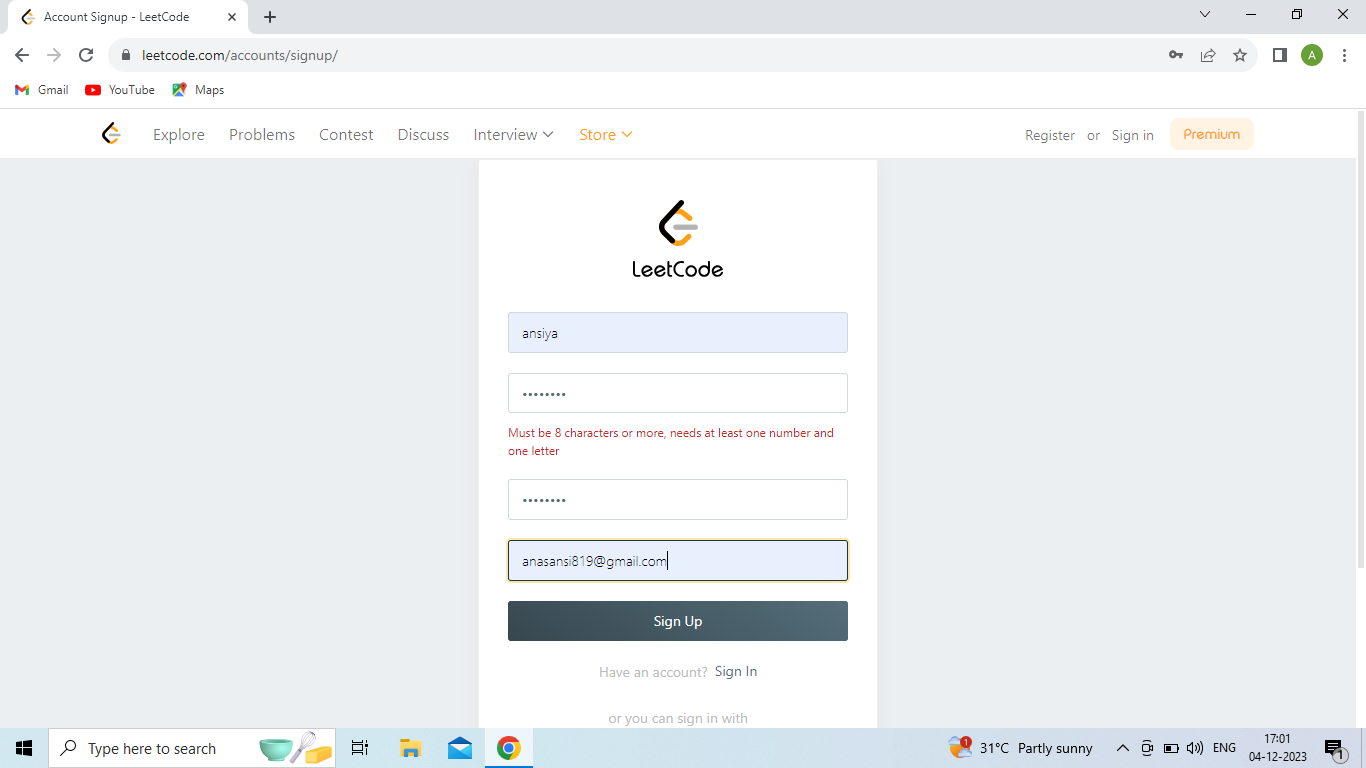 Account Signup - LeetCode
leetcode.com/accounts/signup/
A
Gmail YouTube Maps
Explore Problems Contest Discuss Interview Store Register or Sign in Premium
LeetCode
ansiya
••••••••
Must be 8 characters or more, needs at least one number and
one letter
••••••••
anasansi819@gmail.com
Sign Up
Have an account? Sign In
or you can sign in with
Type here to search
1
31°C Partly sunny
ENG
17:01
04-12-2023
1